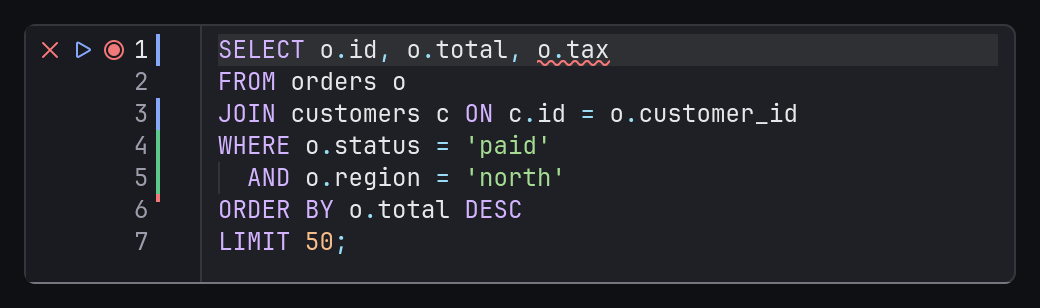 1 SELECT o.id, o.total, o.tax
2 FROM orders o
3 JOIN customers c ON c.id = o.customer_id
4 WHERE o.status = 'paid'
5   AND o.region = 'north'
6 ORDER BY o.total DESC
7 LIMIT 50;